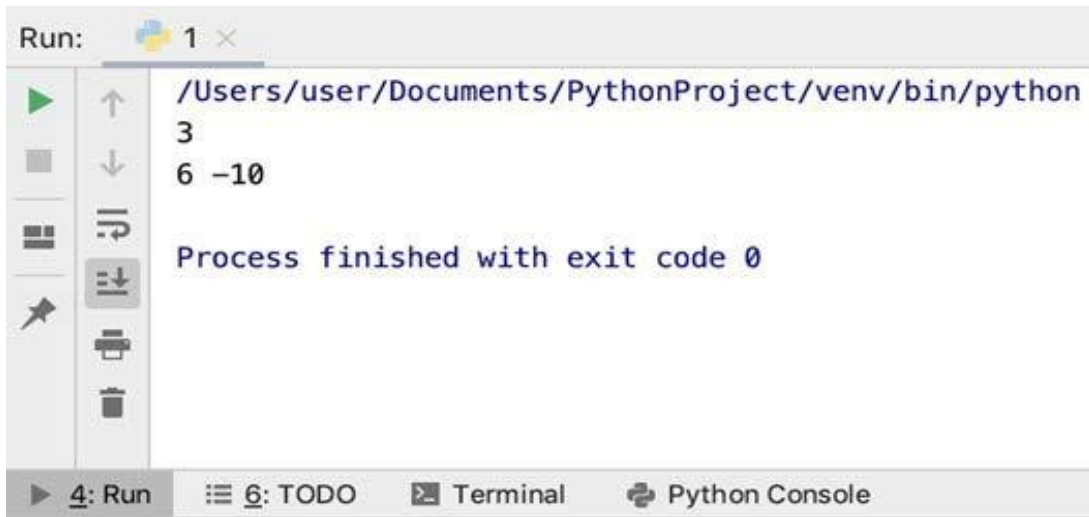 Run: 1
/Users/user/Documents/PythonProject/venv/bin/python
3
6 -10
Process finished with exit code 0
4: Run 6: TODO Terminal Python Console